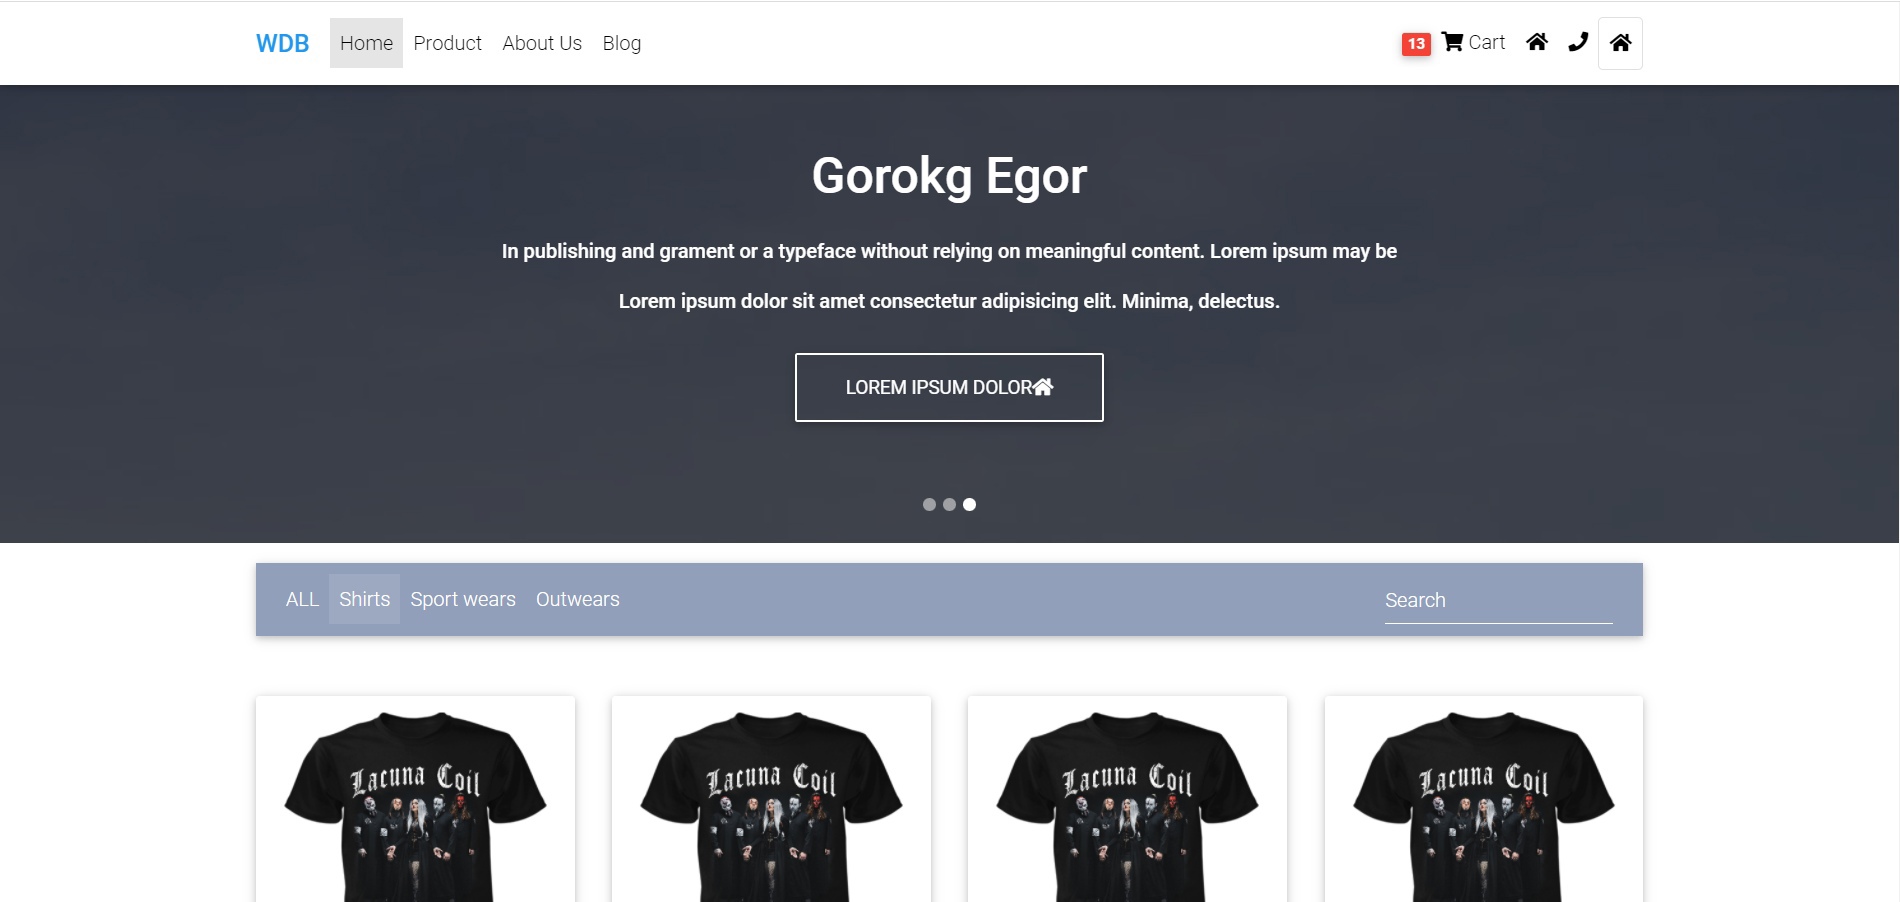 WDB Home Product About Us Blog 13 Cart
Gorokg Egor
In publishing and grament or a typeface without relying on meaningful content. Lorem ipsum may be
Lorem ipsum dolor sit amet consectetur adipisicing elit. Minima, delectus.
LOREM IPSUM DOLOR
ALL Shirts Sport wears Outwears Search
Lacuna Coil Lacuna Coil Lacuna Coil Lacuna Coil